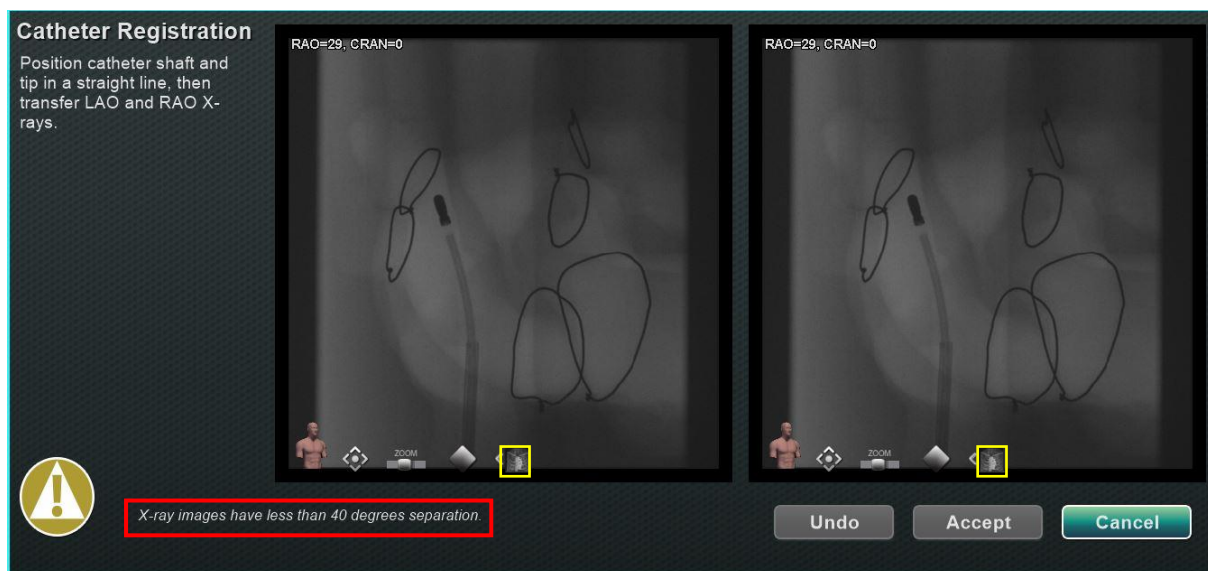 Catheter Registration
Position catheter shaft and
tip in a straight line, then
transfer LAO and RAO X-
rays.
RAO=29, CRAN=0
ZOOM
RAO=29, CRAN=0
ZOOM
X-ray images have less than 40 degrees separation.
Undo
Accept
Cancel